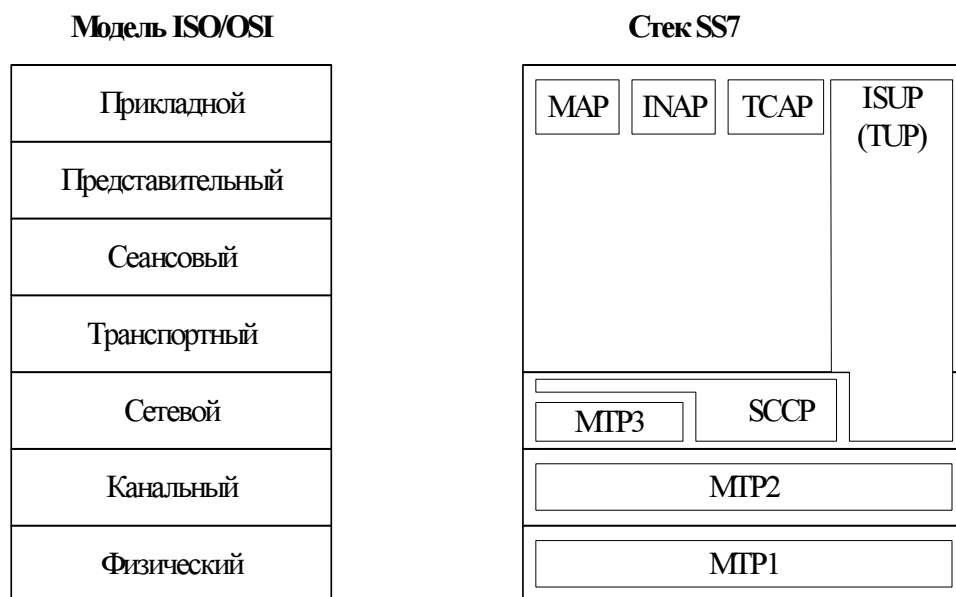 Модель ISO/OSI
Стек SS7
Прикладной
Представительный
Сеансовый
Транспортный
Сетевой
Канальный
Физический
MAP
INAP
TCAP
ISUP
(TUP)
MTP3
SCCP
MTP2
MTP1